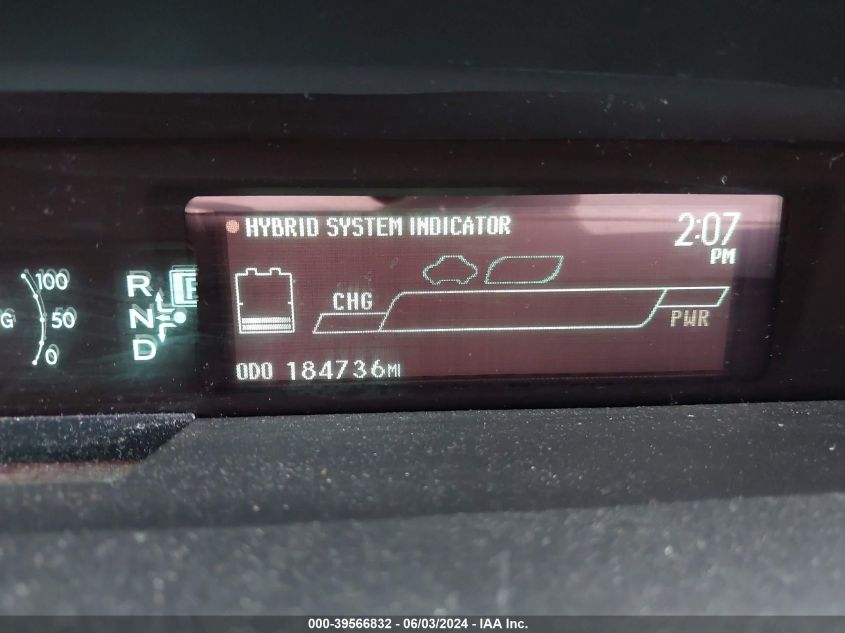 HYBRID SYSTEM INDICATOR
2:07
PM
100
50
0
G
R
N
D
CHG
PWR
ODO 184736MI
000-39566832 - 06/03/2024 - IAA Inc.